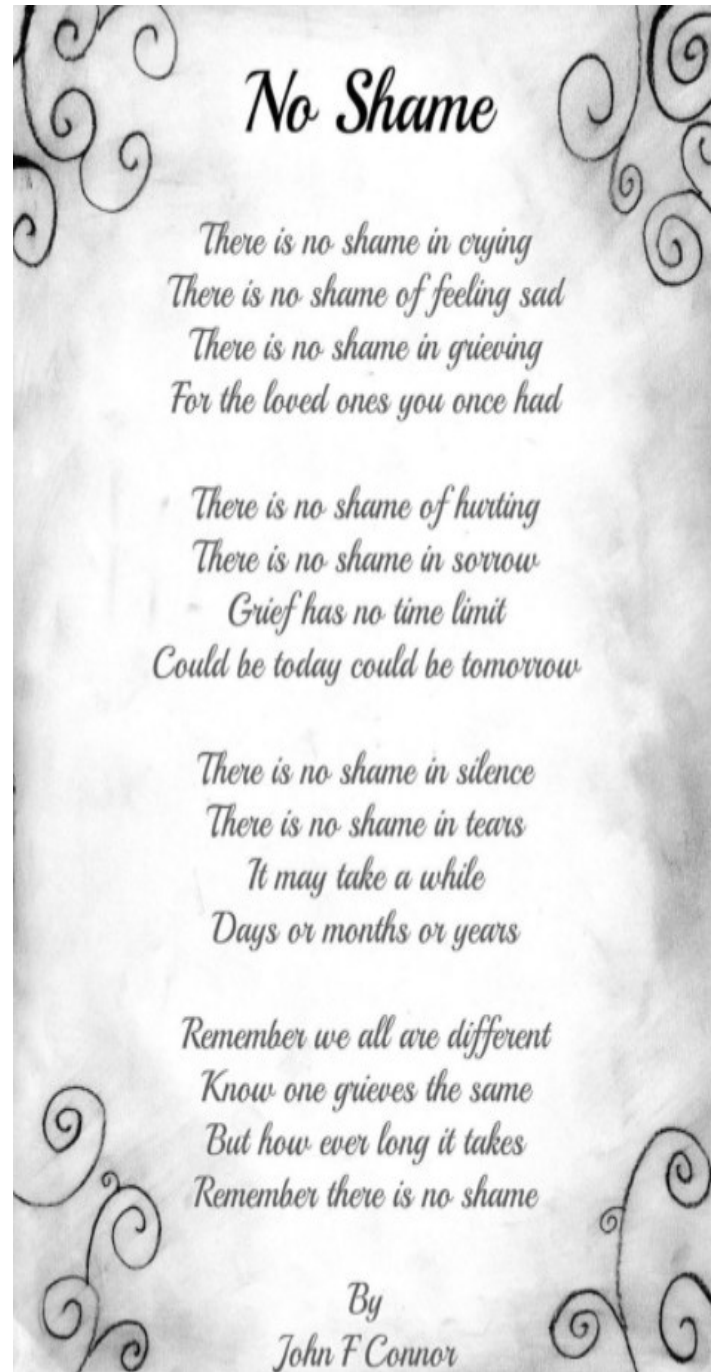 No Shame
There is no shame in crying
There is no shame of feeling sad
There is no shame in grieving
For the loved ones you once had
There is no shame of hurting
There is no shame in sorrow
Grief has no time limit
Could be today could be tomorrow
There is no shame in silence
There is no shame in tears
It may take a while
Days or months or years
Remember we all are different
Know one grieves the same
But how ever long it takes
Remember there is no shame
By
John F Connor